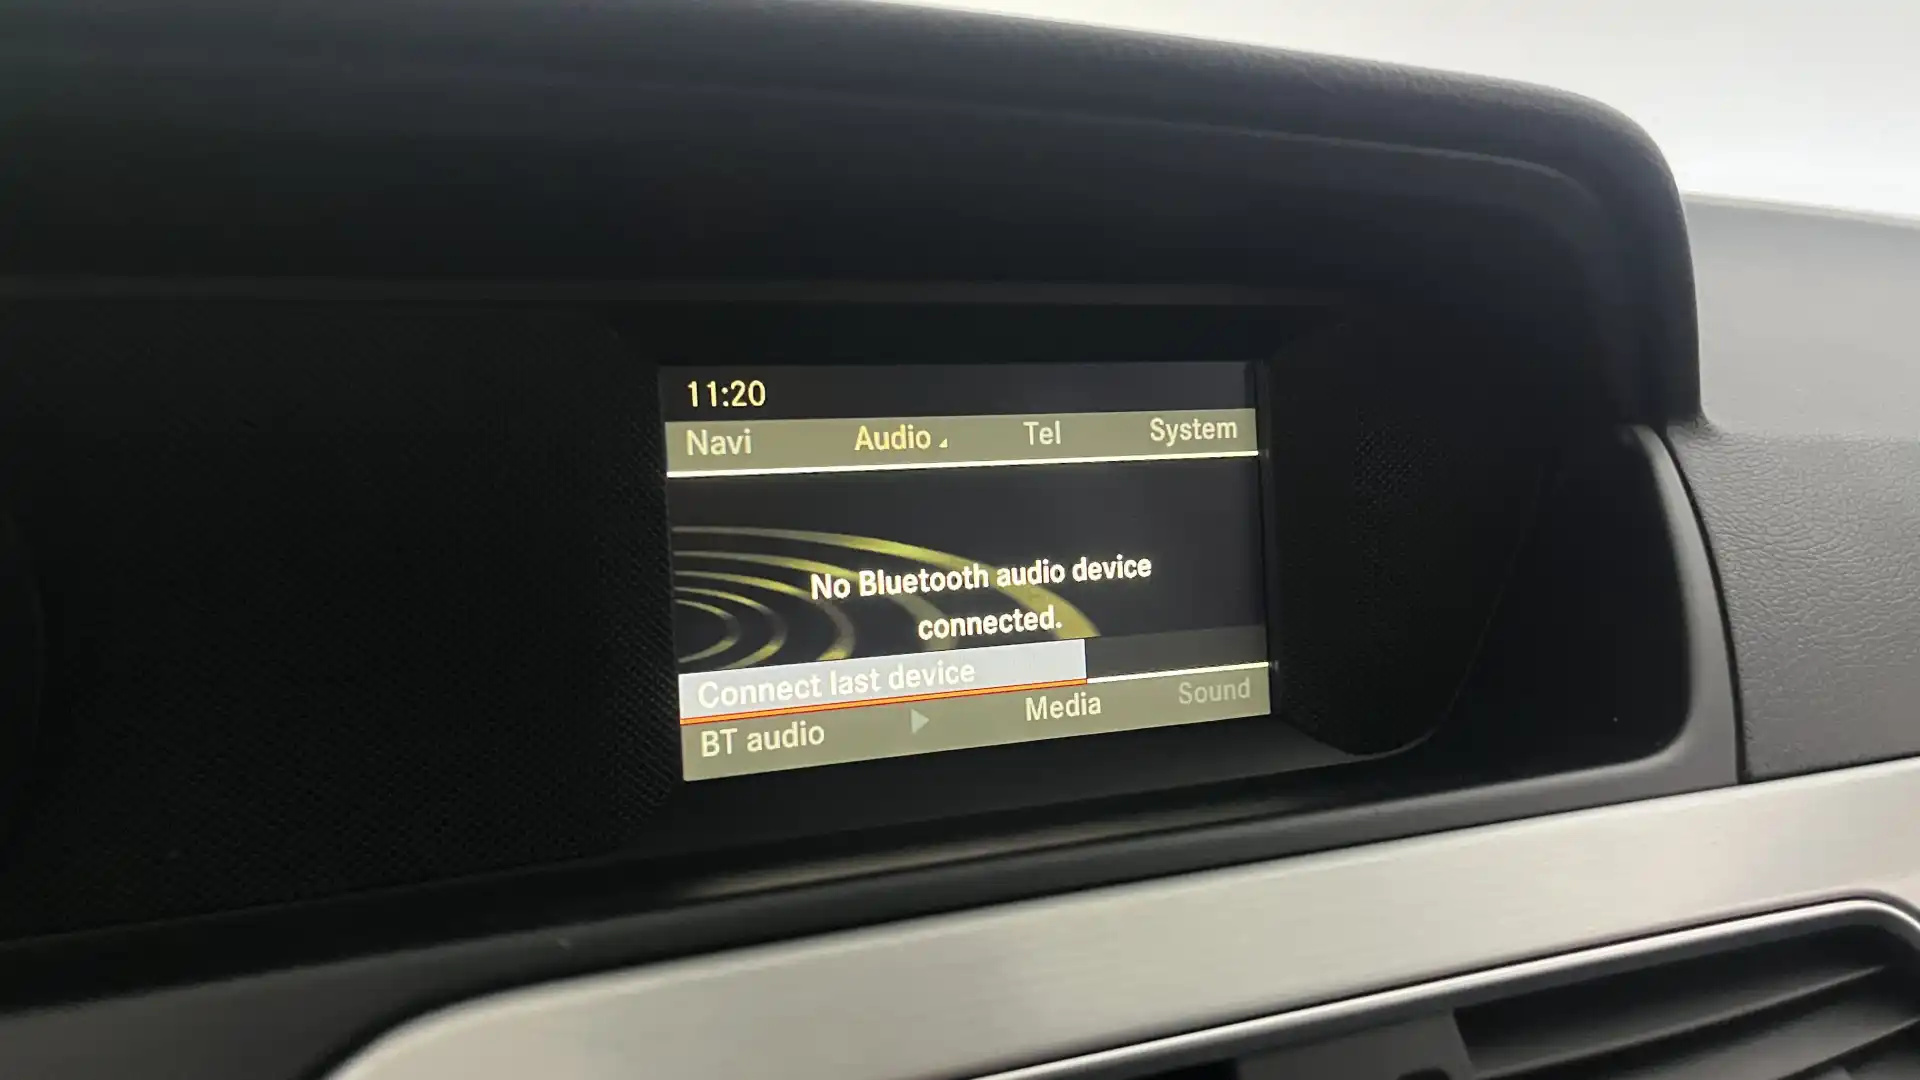 11:20
Navi Audio Tel System
No Bluetooth audio device
connected.
Connect last device
BT audio Media Sound